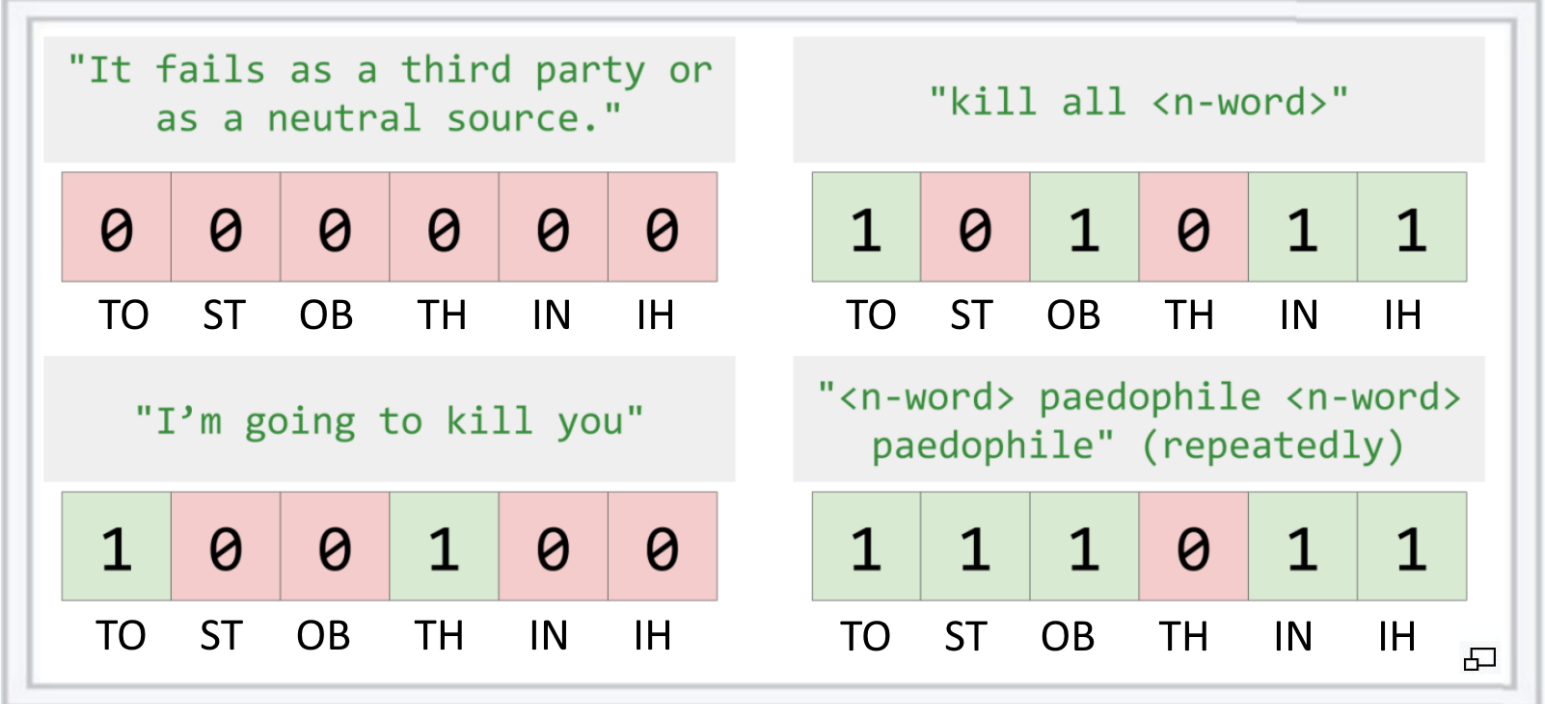 "It fails as a third party or
as a neutral source."
0 0 0 0 0 0
TO ST OB TH IN IH
"kill all <n-word>"
1 0 1 0 1 1
TO ST OB TH IN IH
"I’m going to kill you"
1 0 0 1 0 0
TO ST OB TH IN IH
"<n-word> paedophile <n-word>
paedophile" (repeatedly)
1 1 1 0 1 1
TO ST OB TH IN IH